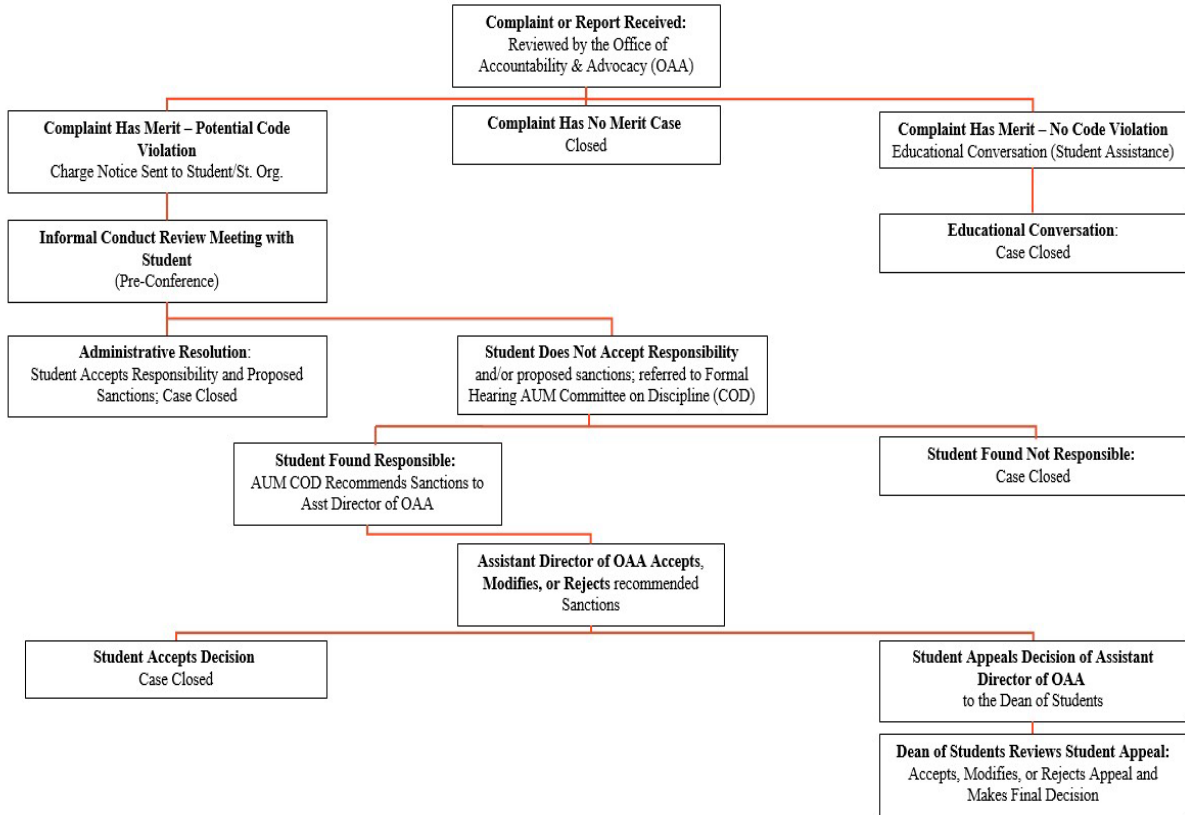 Complaint or Report Received:
Reviewed by the Office of
Accountability & Advocacy (OAA)
Complaint Has Merit – Potential Code
Violation
Charge Notice Sent to Student/St. Org.
Complaint Has No Merit Case
Closed
Complaint Has Merit – No Code Violation
Educational Conversation (Student Assistance)
Informal Conduct Review Meeting with
Student
(Pre-Conference)
Educational Conversation:
Case Closed
Administrative Resolution:
Student Accepts Responsibility and Proposed
Sanctions; Case Closed
Student Does Not Accept Responsibility
and/or proposed sanctions; referred to Formal
Hearing AUM Committee on Discipline (COD)
Student Found Responsible:
AUM COD Recommends Sanctions to
Asst Director of OAA
Student Found Not Responsible:
Case Closed
Assistant Director of OAA Accepts,
Modifies, or Rejects recommended
Sanctions
Student Accepts Decision
Case Closed
Student Appeals Decision of Assistant
Director of OAA
to the Dean of Students
Dean of Students Reviews Student Appeal:
Accepts, Modifies, or Rejects Appeal and
Makes Final Decision